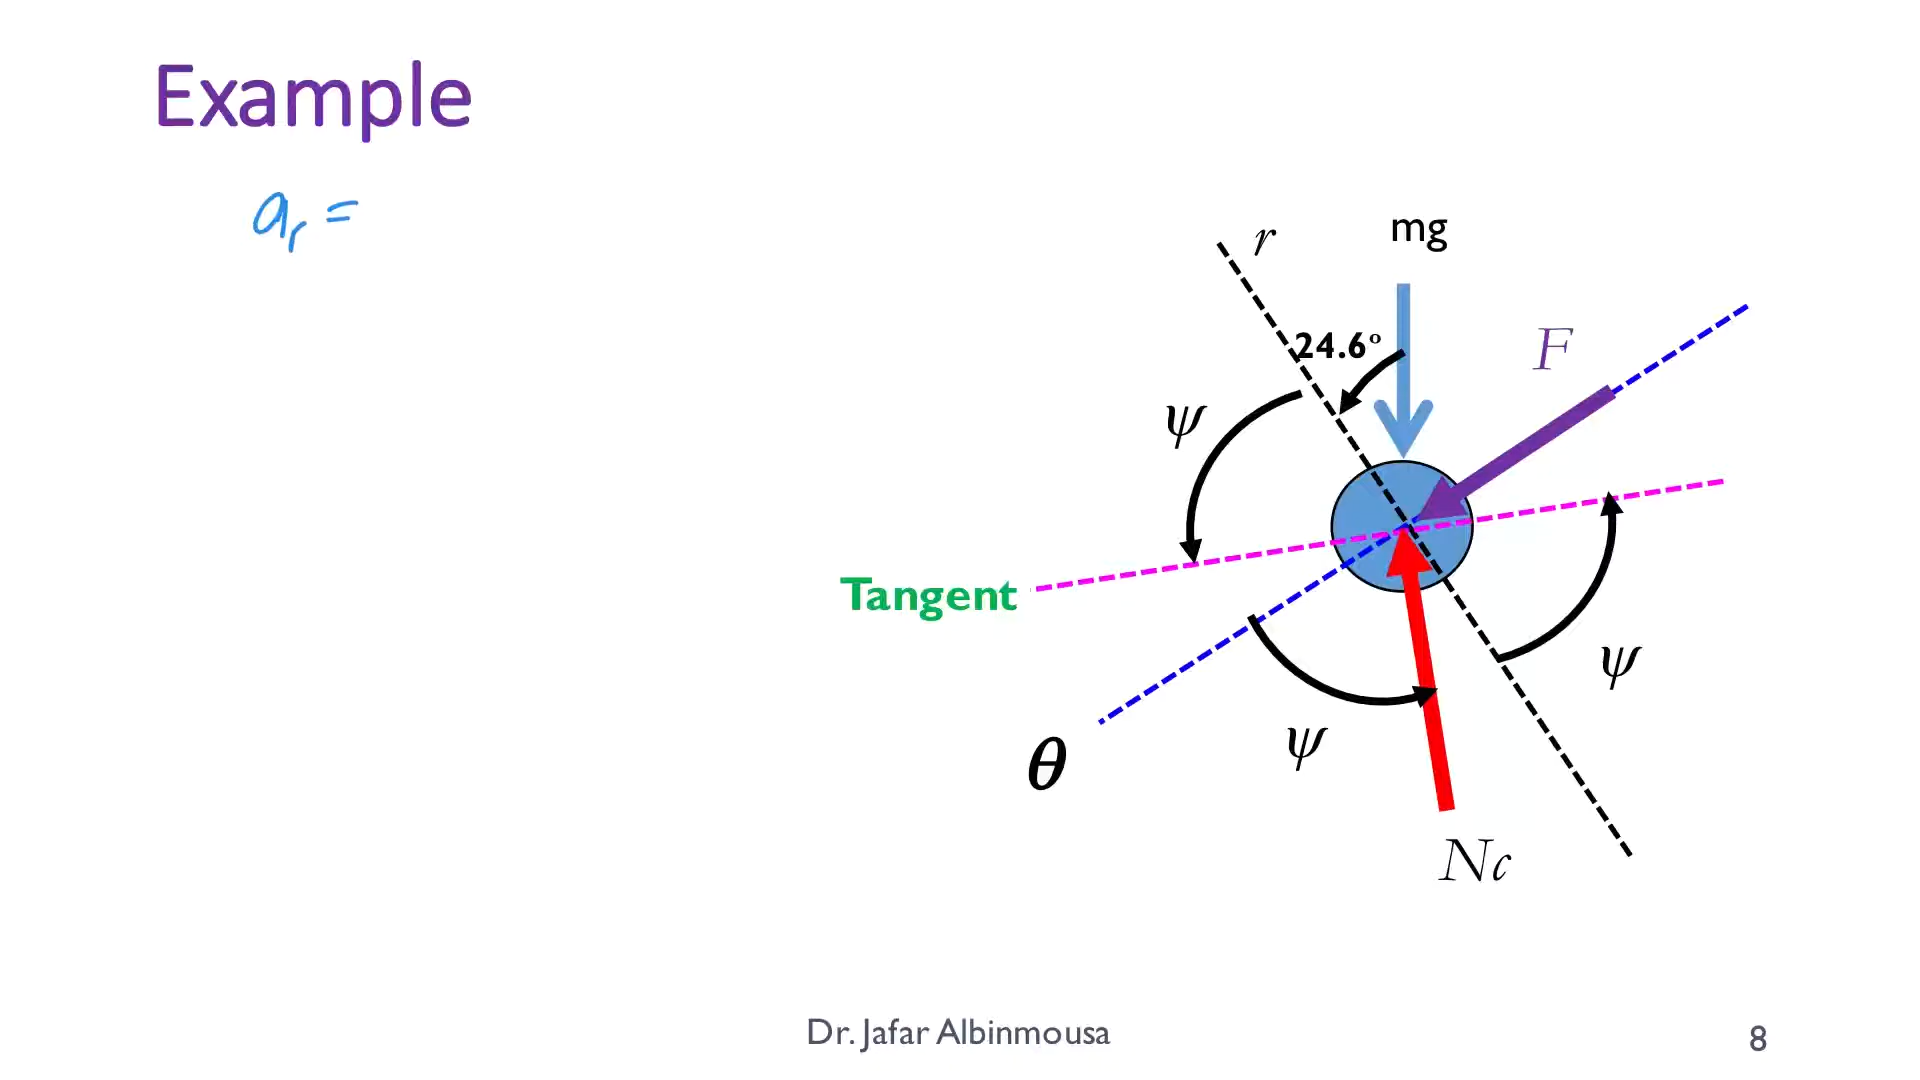 Example
a_r =
r
mg
24.6°
F
ψ
Tangent
ψ
ψ
θ
Nc
Dr. Jafar Albinmousa
8